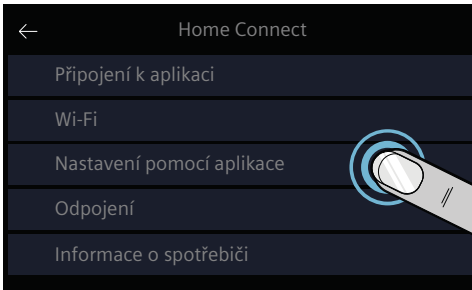 Home Connect
Připojení k aplikaci
Wi-Fi
Nastavení pomocí aplikace
Odpojení
Informace o spotřebiči